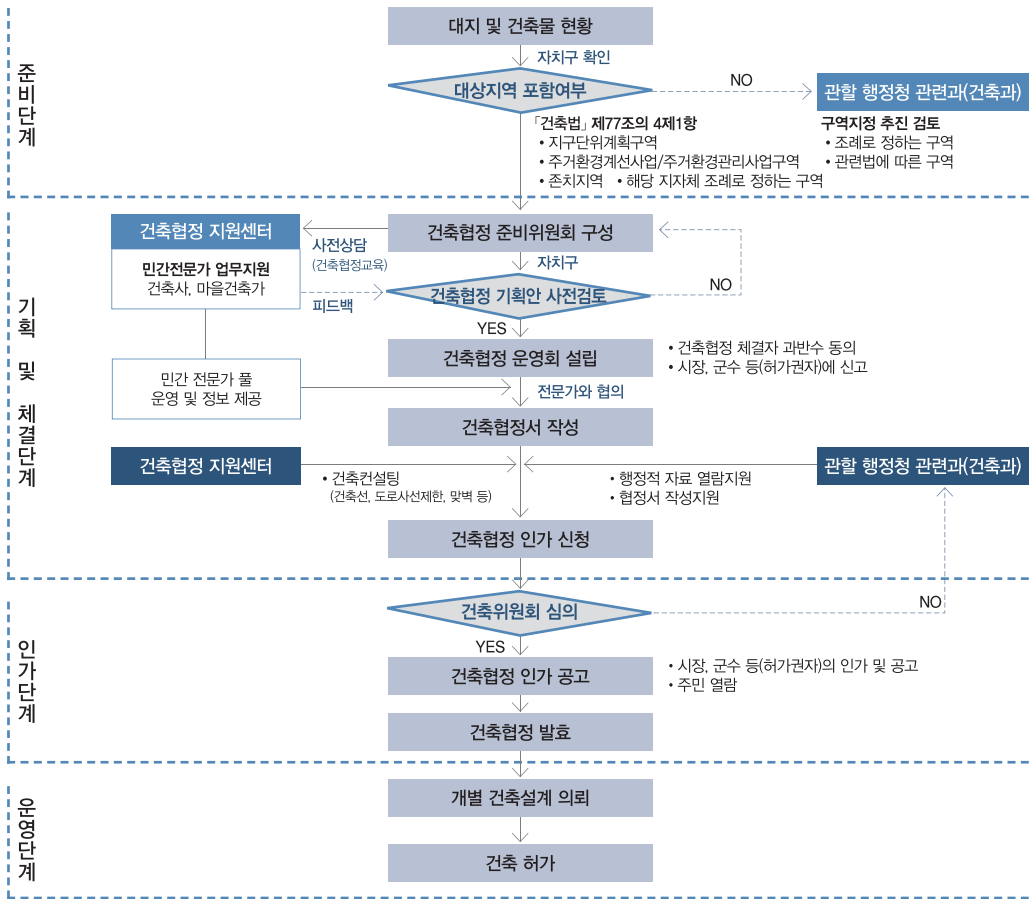 준비단계
대지 및 건축물 현황
자치구 확인
대상지역 포함여부
NO
관할 행정청 관련과(건축과)
「건축법」 제77조의 4제1항
• 지구단위계획구역
• 주거환경계선사업/주거환경관리사업구역
• 존치지역 • 해당 지자체 조례로 정하는 구역
구역지정 추진 검토
• 조례로 정하는 구역
• 관련법에 따른 구역
기획 및 체결단계
건축협정 지원센터
민간전문가 업무지원
건축사, 마을건축가
사전상담
(건축협정교육)
피드백
건축협정 준비위원회 구성
자치구
건축협정 기획안 사전검토
NO
YES
건축협정 운영회 설립
• 건축협정 체결자 과반수 동의
• 시장, 군수 등(허가권자)에 신고
민간 전문가 풀
운영 및 정보 제공
전문가와 협의
건축협정서 작성
건축협정 지원센터
• 건축컨설팅
(건축선, 도로사선제한, 맞벽 등)
• 행정적 자료 열람지원
• 협정서 작성지원
관할 행정청 관련과(건축과)
건축협정 인가 신청
인가단계
건축위원회 심의
NO
YES
건축협정 인가 공고
• 시장, 군수 등(허가권자)의 인가 및 공고
• 주민 열람
건축협정 발효
운영단계
개별 건축설계 의뢰
건축 허가